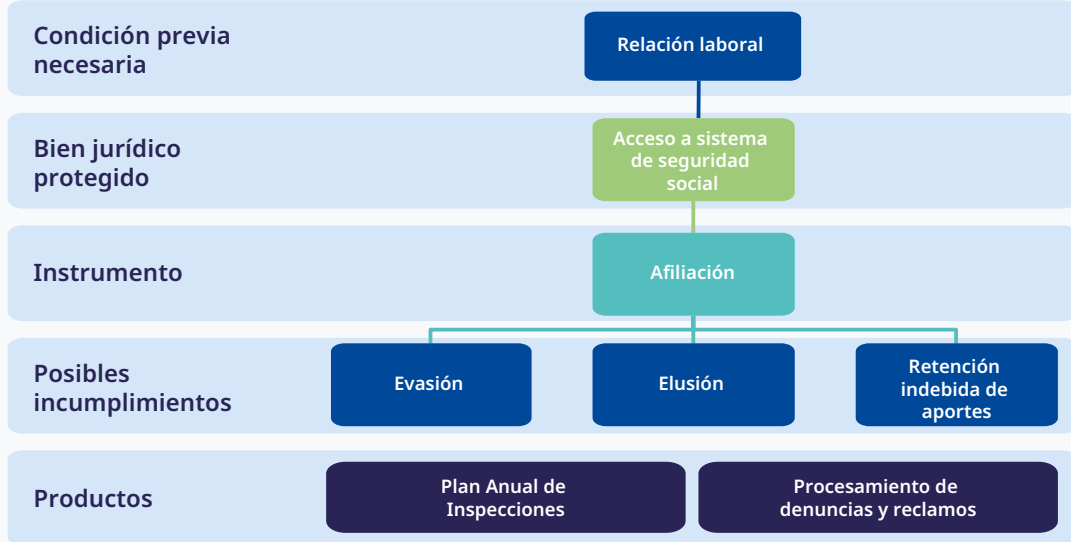 Condición previa
necesaria
Relación laboral
Bien jurídico
protegido
Acceso a sistema
de seguridad
social
Instrumento
Afiliación
Posibles
incumplimientos
Evasión
Elusión
Retención
indebida de
aportes
Productos
Plan Anual de
Inspecciones
Procesamiento de
denuncias y reclamos